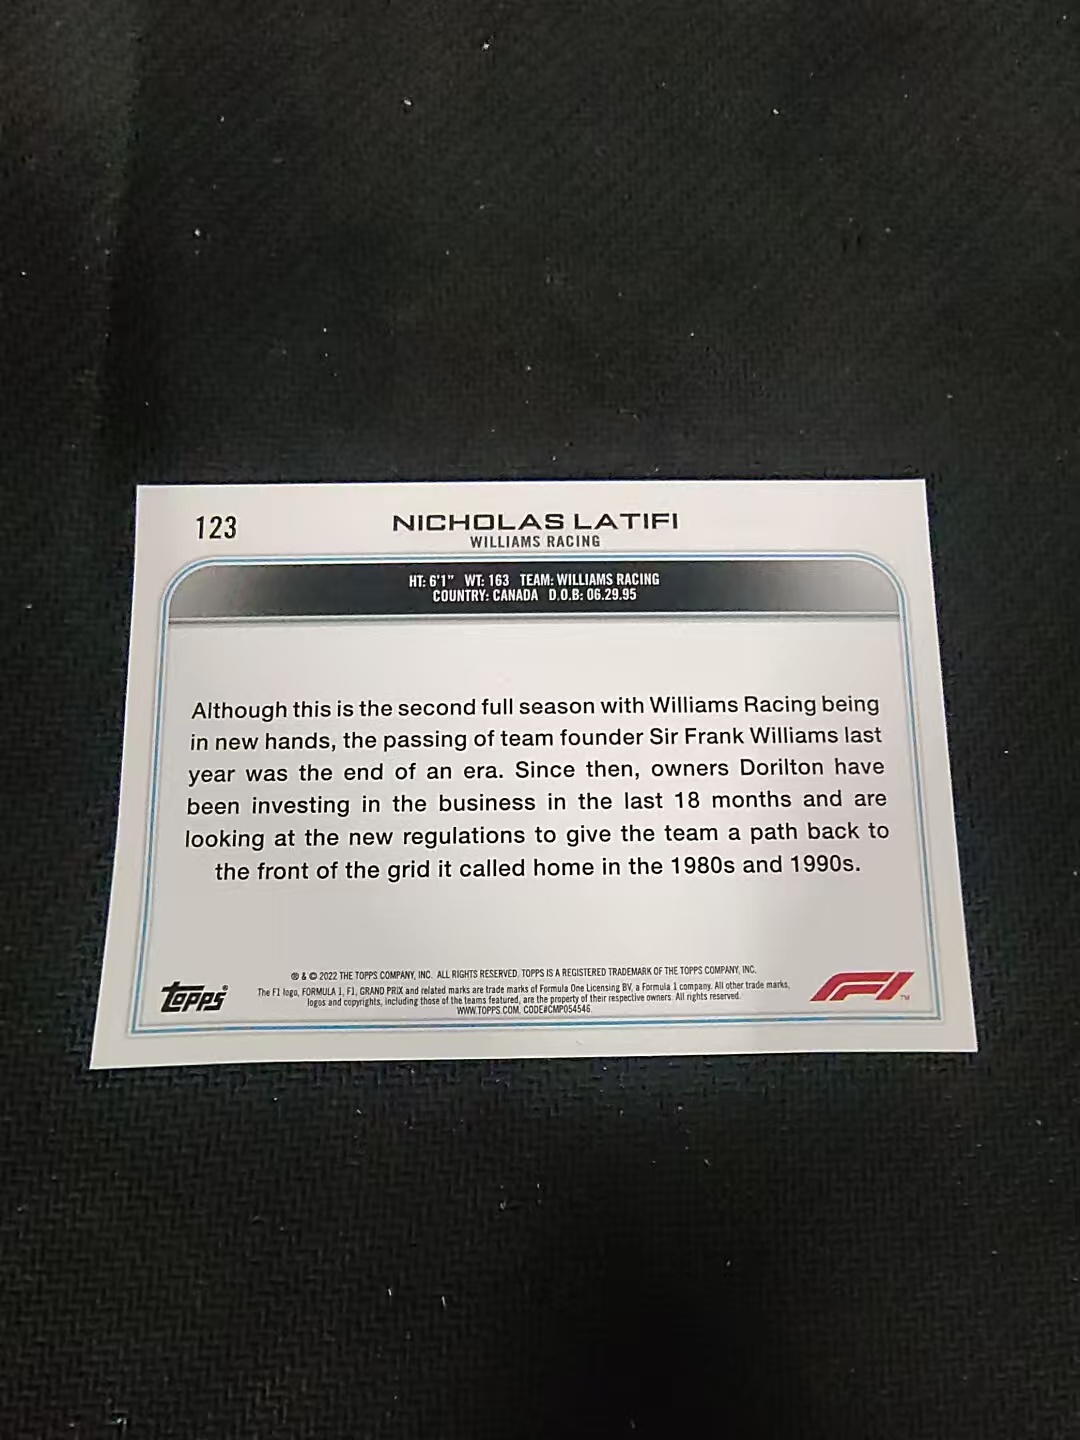 123
NICHOLAS LATIFI
WILLIAMS RACING
HT: 6'1" WT: 163 TEAM: WILLIAMS RACING
COUNTRY: CANADA D.O.B: 06.29.95
Although this is the second full season with Williams Racing being
in new hands, the passing of team founder Sir Frank Williams last
year was the end of an era. Since then, owners Dorilton have
been investing in the business in the last 18 months and are
looking at the new regulations to give the team a path back to
the front of the grid it called home in the 1980s and 1990s.
® & © 2022 THE TOPPS COMPANY, INC. ALL RIGHTS RESERVED. TOPPS IS A REGISTERED TRADEMARK OF THE TOPPS COMPANY, INC.
The F1 logo, FORMULA 1, F1, GRAND PRIX and related marks are trade marks of Formula One Licensing BV, a Formula 1 company. All other trade marks,
logos and copyrights, including those of the teams featured, are the property of their respective owners. All rights reserved.
WWW.TOPPS.COM. CODE#CMP054546
Topps®
F1™